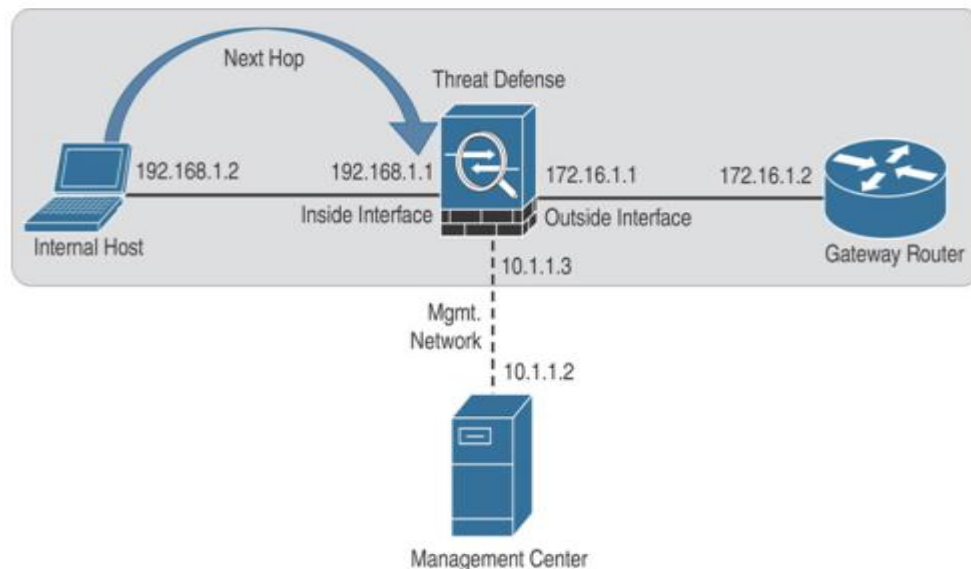 Next Hop
Threat Defense
192.168.1.2
192.168.1.1
172.16.1.1
172.16.1.2
Inside Interface
Outside Interface
Internal Host
Gateway Router
10.1.1.3
Mgmt.
Network
10.1.1.2
Management Center